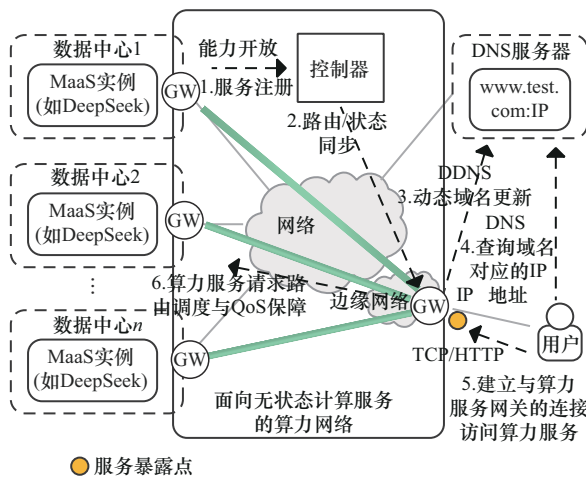 数据中心1
MaaS实例
(如DeepSeek)
GW
能力开放
1.服务注册
控制器
2.路由/状态
同步
DNS服务器
www.test.
com:IP
数据中心2
MaaS实例
(如DeepSeek)
GW
网络
DDNS
3.动态域名更新
DNS
4.查询域名
对应的IP
地址
IP
6.算力服务请求路
由调度与QoS保障
边缘网络
GW
⋮
数据中心n
MaaS实例
(如DeepSeek)
GW
TCP/HTTP
用户
5.建立与算力
服务网关的连接
访问算力服务
面向无状态计算服务
的算力网络
服务暴露点